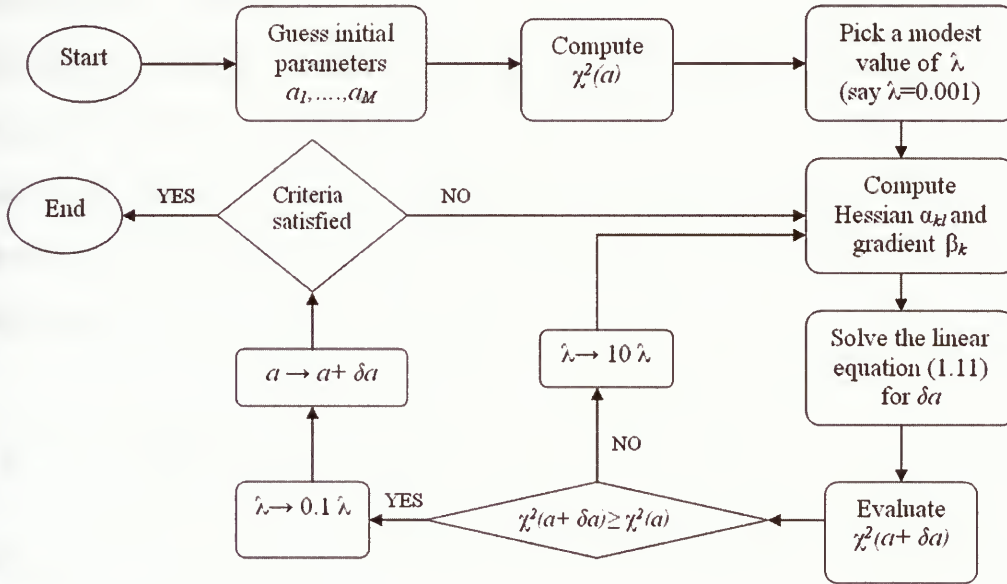 Start
Guess initial
parameters
a₁,....,aM
Compute
χ²(a)
Pick a modest
value of λ̂
(say λ̂=0.001)
End
YES
Criteria
satisfied
NO
Compute
Hessian αkl and
gradient βk
λ̂→ 10 λ̂
a → a+ δa
Solve the linear
equation (1.11)
for δa
NO
λ̂→ 0.1 λ̂
YES
χ²(a+ δa)≥ χ²(a)
Evaluate
χ²(a+ δa)